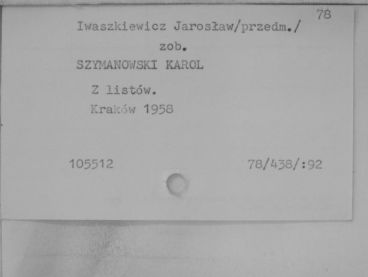 78
Iwaszkiewicz Jarosław/przedm./
zob.
SZYMANOWSKI KAROL
Z listów.
Kraków 1958
105512 78/438/:92